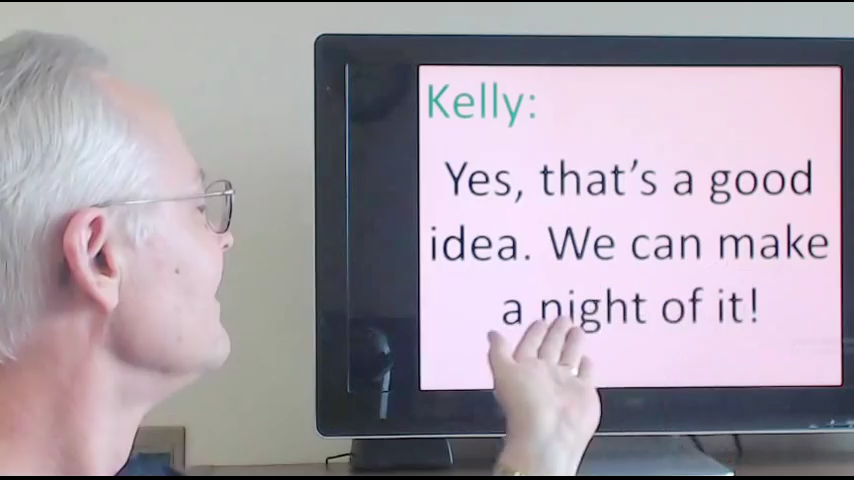 Kelly:
Yes, that's a good
idea. We can make
a night of it!